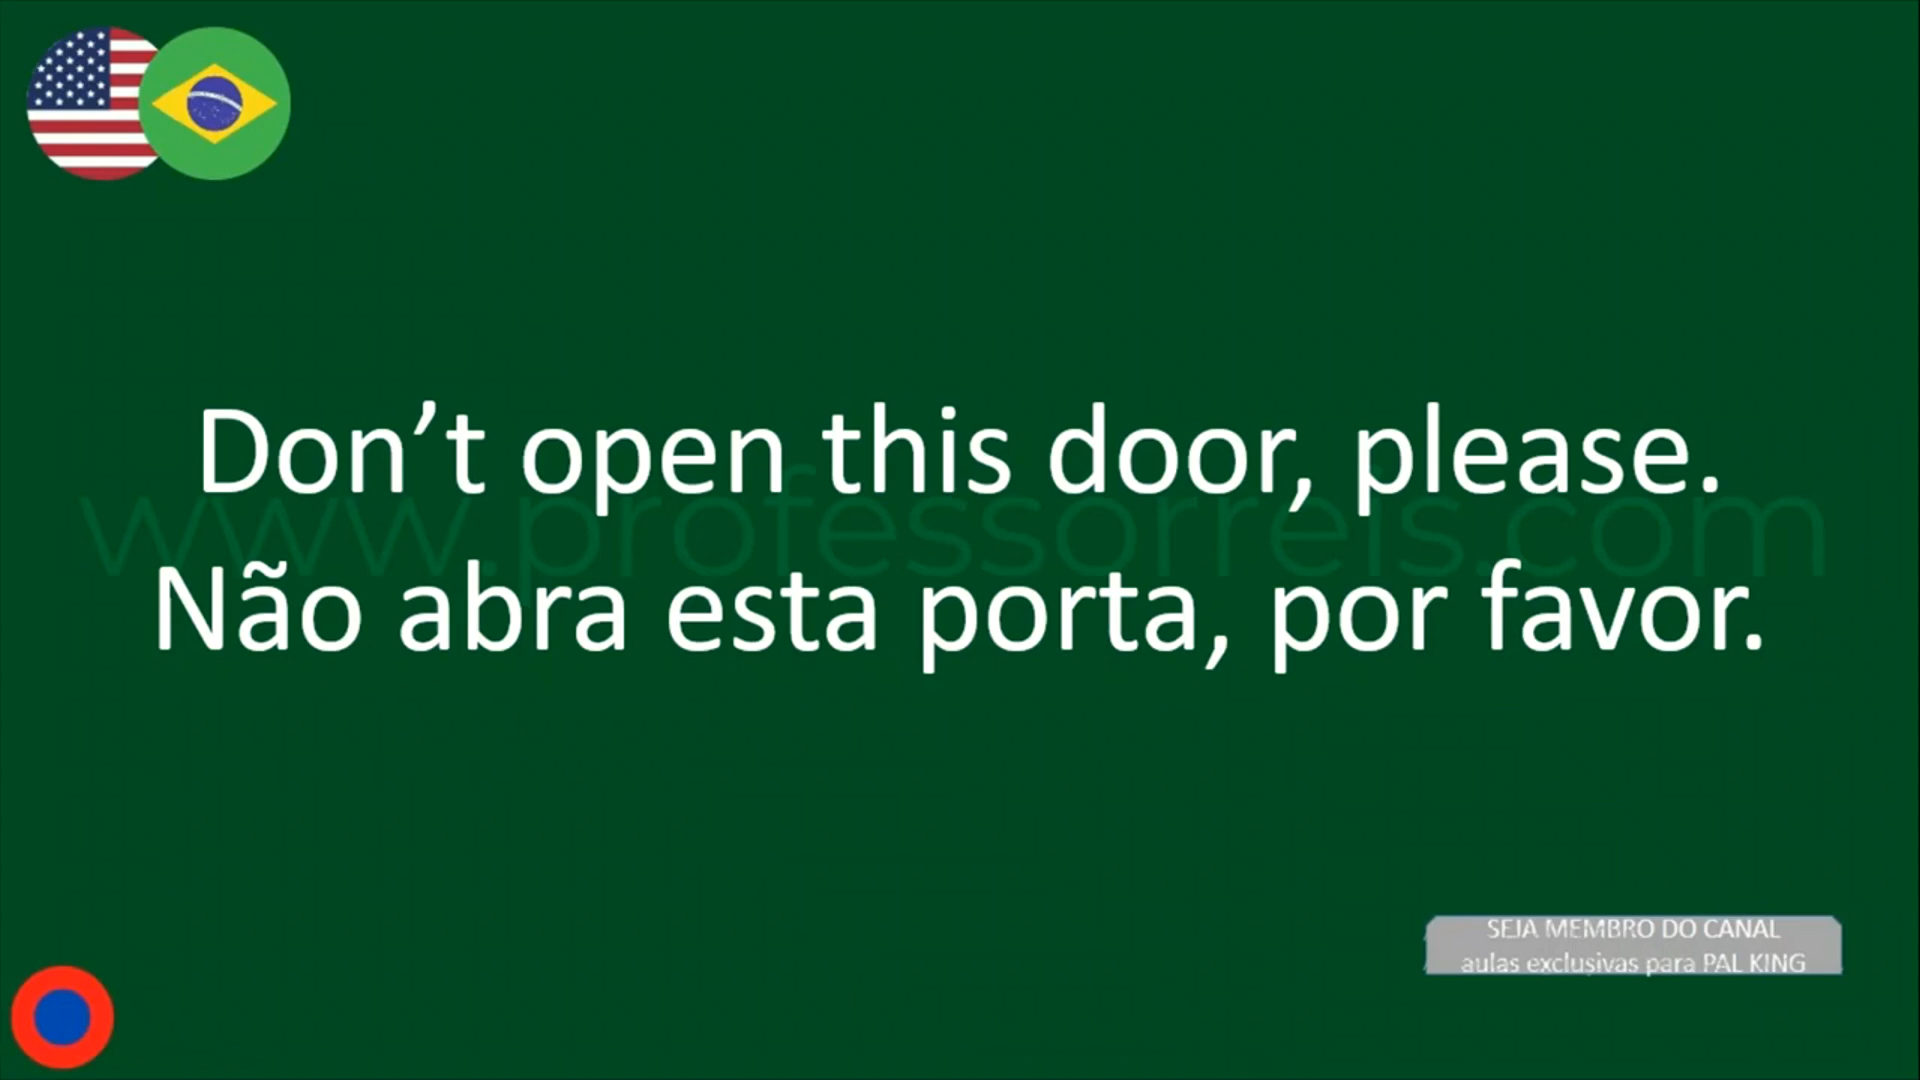 Don’t open this door, please.
www.professorreis.com
Não abra esta porta, por favor.
SEJA MEMBRO DO CANAL
aulas exclusivas para PAL KING